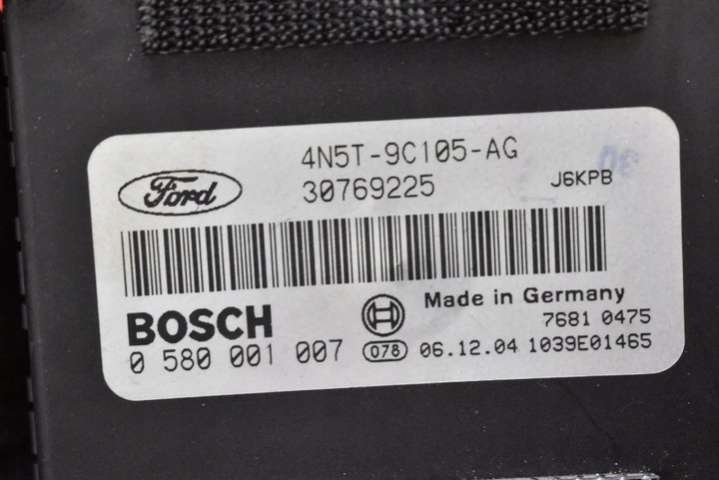 4N5T-9C105-AG
Ford
30769225
J6KPB
BOSCH
Made in Germany
7681 0475
0 580 001 007
078
06.12.04 1039E01465